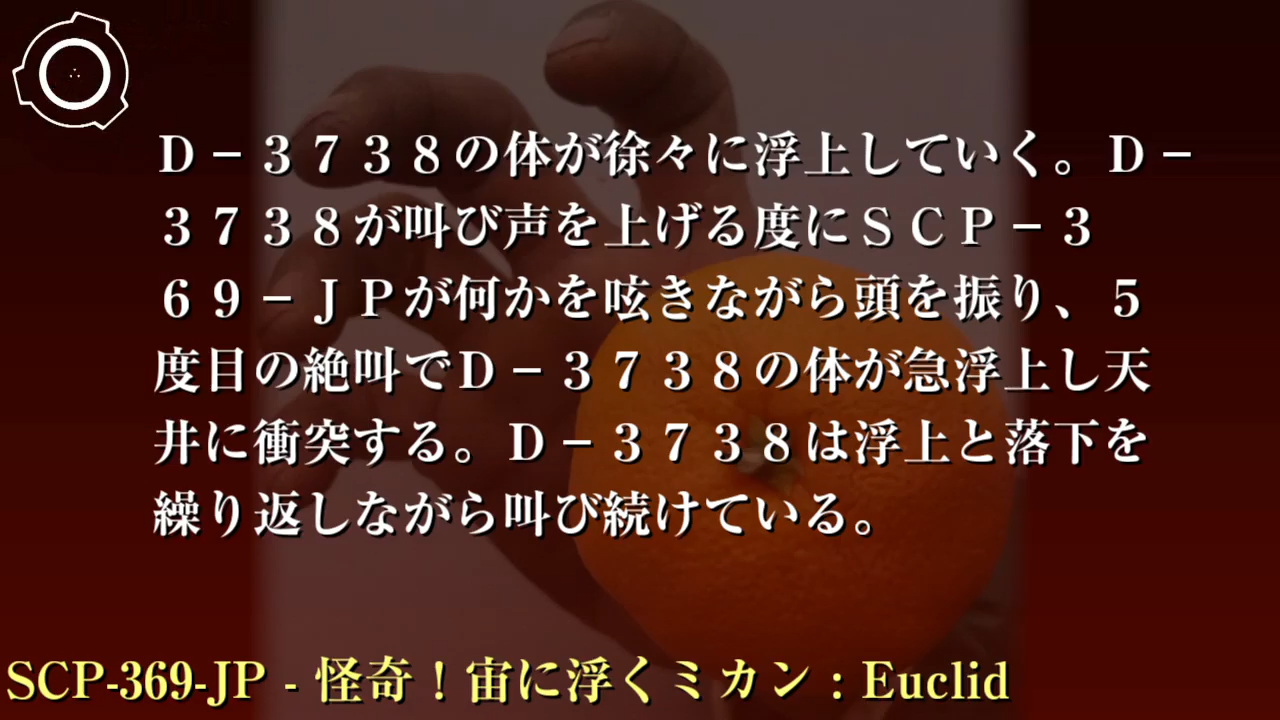 Ｄ－３７３８の体が徐々に浮上していく。Ｄ－
３７３８が叫び声を上げる度にＳＣＰ－３
６９－ＪＰが何かを呟きながら頭を振り、５
度目の絶叫でＤ－３７３８の体が急浮上し天
井に衝突する。Ｄ－３７３８は浮上と落下を
繰り返しながら叫び続けている。
SCP-369-JP - 怪奇！宙に浮くミカン : Euclid